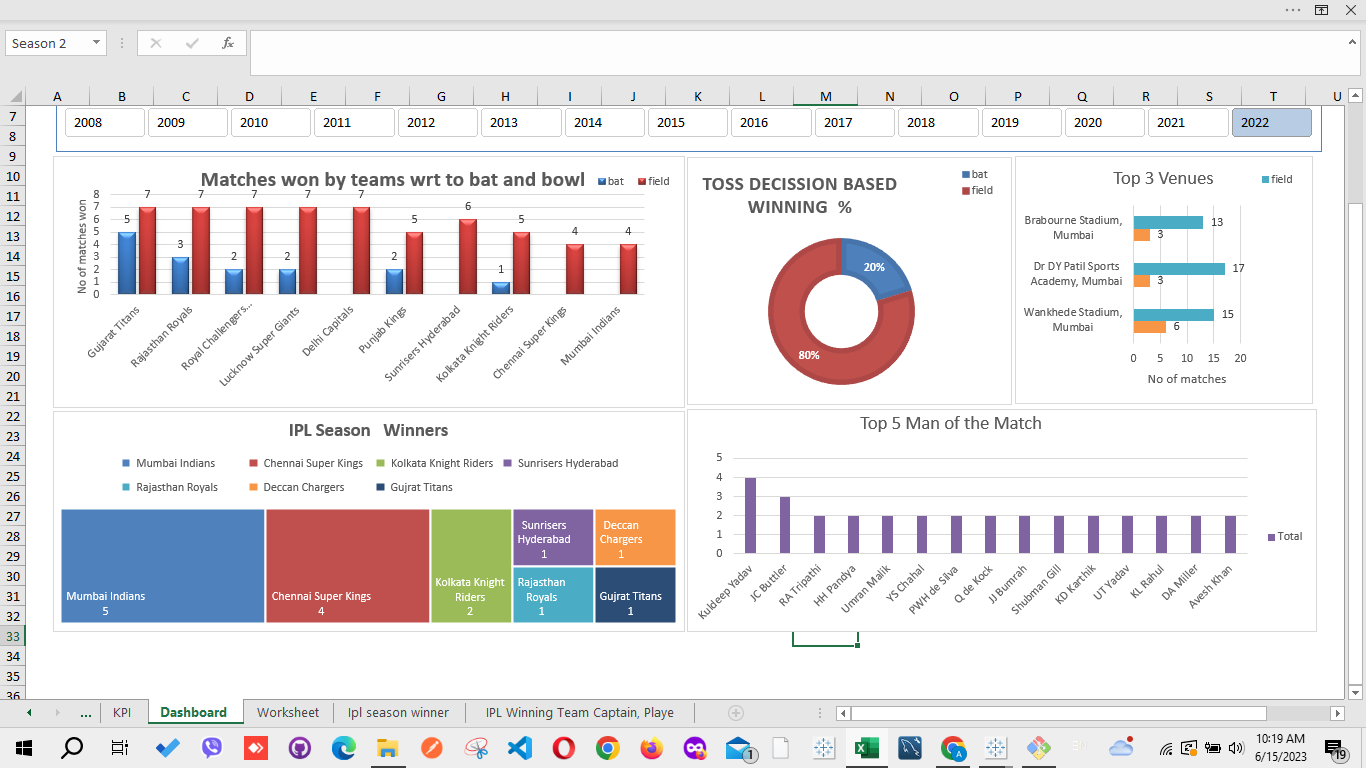 Season 2
fx
A B C D E F G H I J K L M N O P Q R S T U
7
8
9
10
11
12
13
14
15
16
17
18
19
20
21
22
23
24
25
26
27
28
29
30
31
32
33
34
35
36
2008 2009 2010 2011 2012 2013 2014 2015 2016 2017 2018 2019 2020 2021 2022
Matches won by teams wrt to bat and bowl
bat field
No of matches won
8
7
6
5
4
3
2
1
0
5 7 3 7 2 7 2 7 7 2 5 6 1 5 4 4
Gujarat Titans
Rajasthan Royals
Royal Challengers...
Lucknow Super Giants
Delhi Capitals
Punjab Kings
Sunrisers Hyderabad
Kolkata Knight Riders
Chennai Super Kings
Mumbai Indians
TOSS DECISSION BASED
WINNING %
bat
field
20%
80%
Top 3 Venues
field
Brabourne Stadium,
Mumbai
13
3
Dr DY Patil Sports
Academy, Mumbai
17
3
Wankhede Stadium,
Mumbai
15
6
0 5 10 15 20
No of matches
IPL Season Winners
Mumbai Indians Chennai Super Kings Kolkata Knight Riders Sunrisers Hyderabad
Rajasthan Royals Deccan Chargers Gujrat Titans
Mumbai Indians
5
Chennai Super Kings
4
Kolkata Knight
Riders
2
Sunrisers
Hyderabad
1
Deccan
Chargers
1
Rajasthan
Royals
1
Gujrat Titans
1
Top 5 Man of the Match
5
4
3
2
1
0
Kuldeep Yadav
JC Buttler
RA Tripathi
HH Pandya
Umran Malik
YS Chahal
PWH de Silva
Q de Kock
JJ Bumrah
Shubman Gill
KD Karthik
UT Yadav
KL Rahul
DA Miller
Avesh Khan
Total
... KPI Dashboard Worksheet Ipl season winner IPL Winning Team Captain, Playe
1
A
10:19 AM
6/15/2023
19